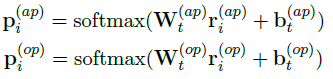 p_i^{(ap)} = softmax(W_t^{(ap)} r_i^{(ap)} + b_t^{(ap)})
p_i^{(op)} = softmax(W_t^{(op)} r_i^{(op)} + b_t^{(op)})